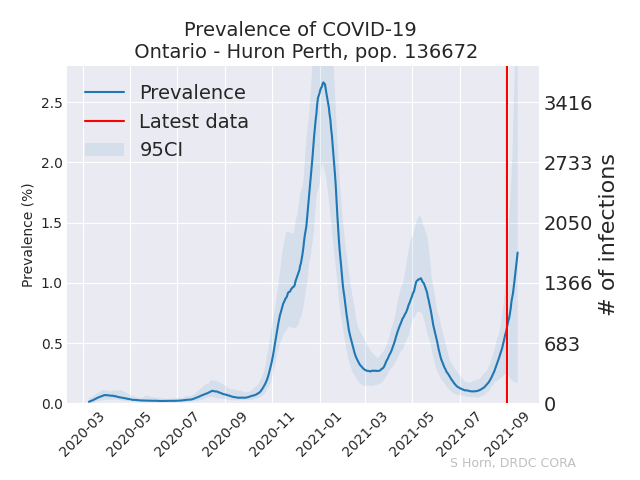 Prevalence of COVID-19
Ontario - Huron Perth, pop. 136672
Prevalence
Latest data
95CI
Prevalence (%)
2.5
2.0
1.5
1.0
0.5
0.0
3416
2733
2050
1366
683
0
# of infections
2020-03
2020-05
2020-07
2020-09
2020-11
2021-01
2021-03
2021-05
2021-07
2021-09
S Horn, DRDC CORA